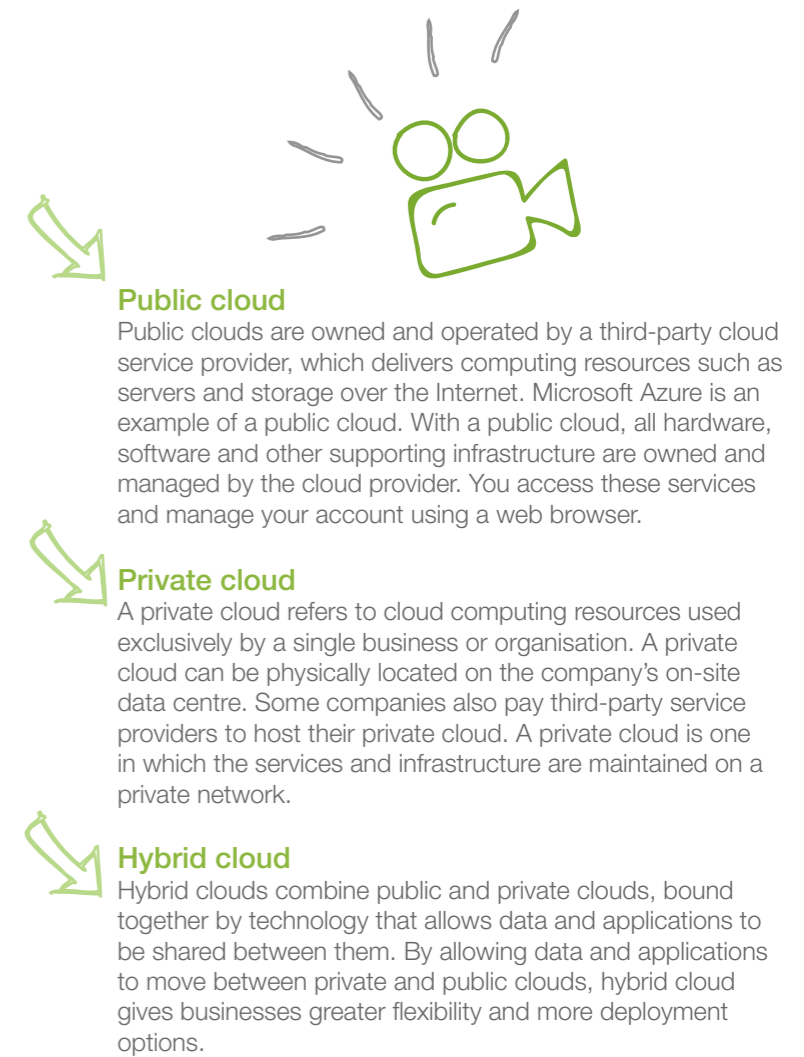 Public cloud
Public clouds are owned and operated by a third-party cloud
service provider, which delivers computing resources such as
servers and storage over the Internet. Microsoft Azure is an
example of a public cloud. With a public cloud, all hardware,
software and other supporting infrastructure are owned and
managed by the cloud provider. You access these services
and manage your account using a web browser.
Private cloud
A private cloud refers to cloud computing resources used
exclusively by a single business or organisation. A private
cloud can be physically located on the company’s on-site
data centre. Some companies also pay third-party service
providers to host their private cloud. A private cloud is one
in which the services and infrastructure are maintained on a
private network.
Hybrid cloud
Hybrid clouds combine public and private clouds, bound
together by technology that allows data and applications to
be shared between them. By allowing data and applications
to move between private and public clouds, hybrid cloud
gives businesses greater flexibility and more deployment
options.